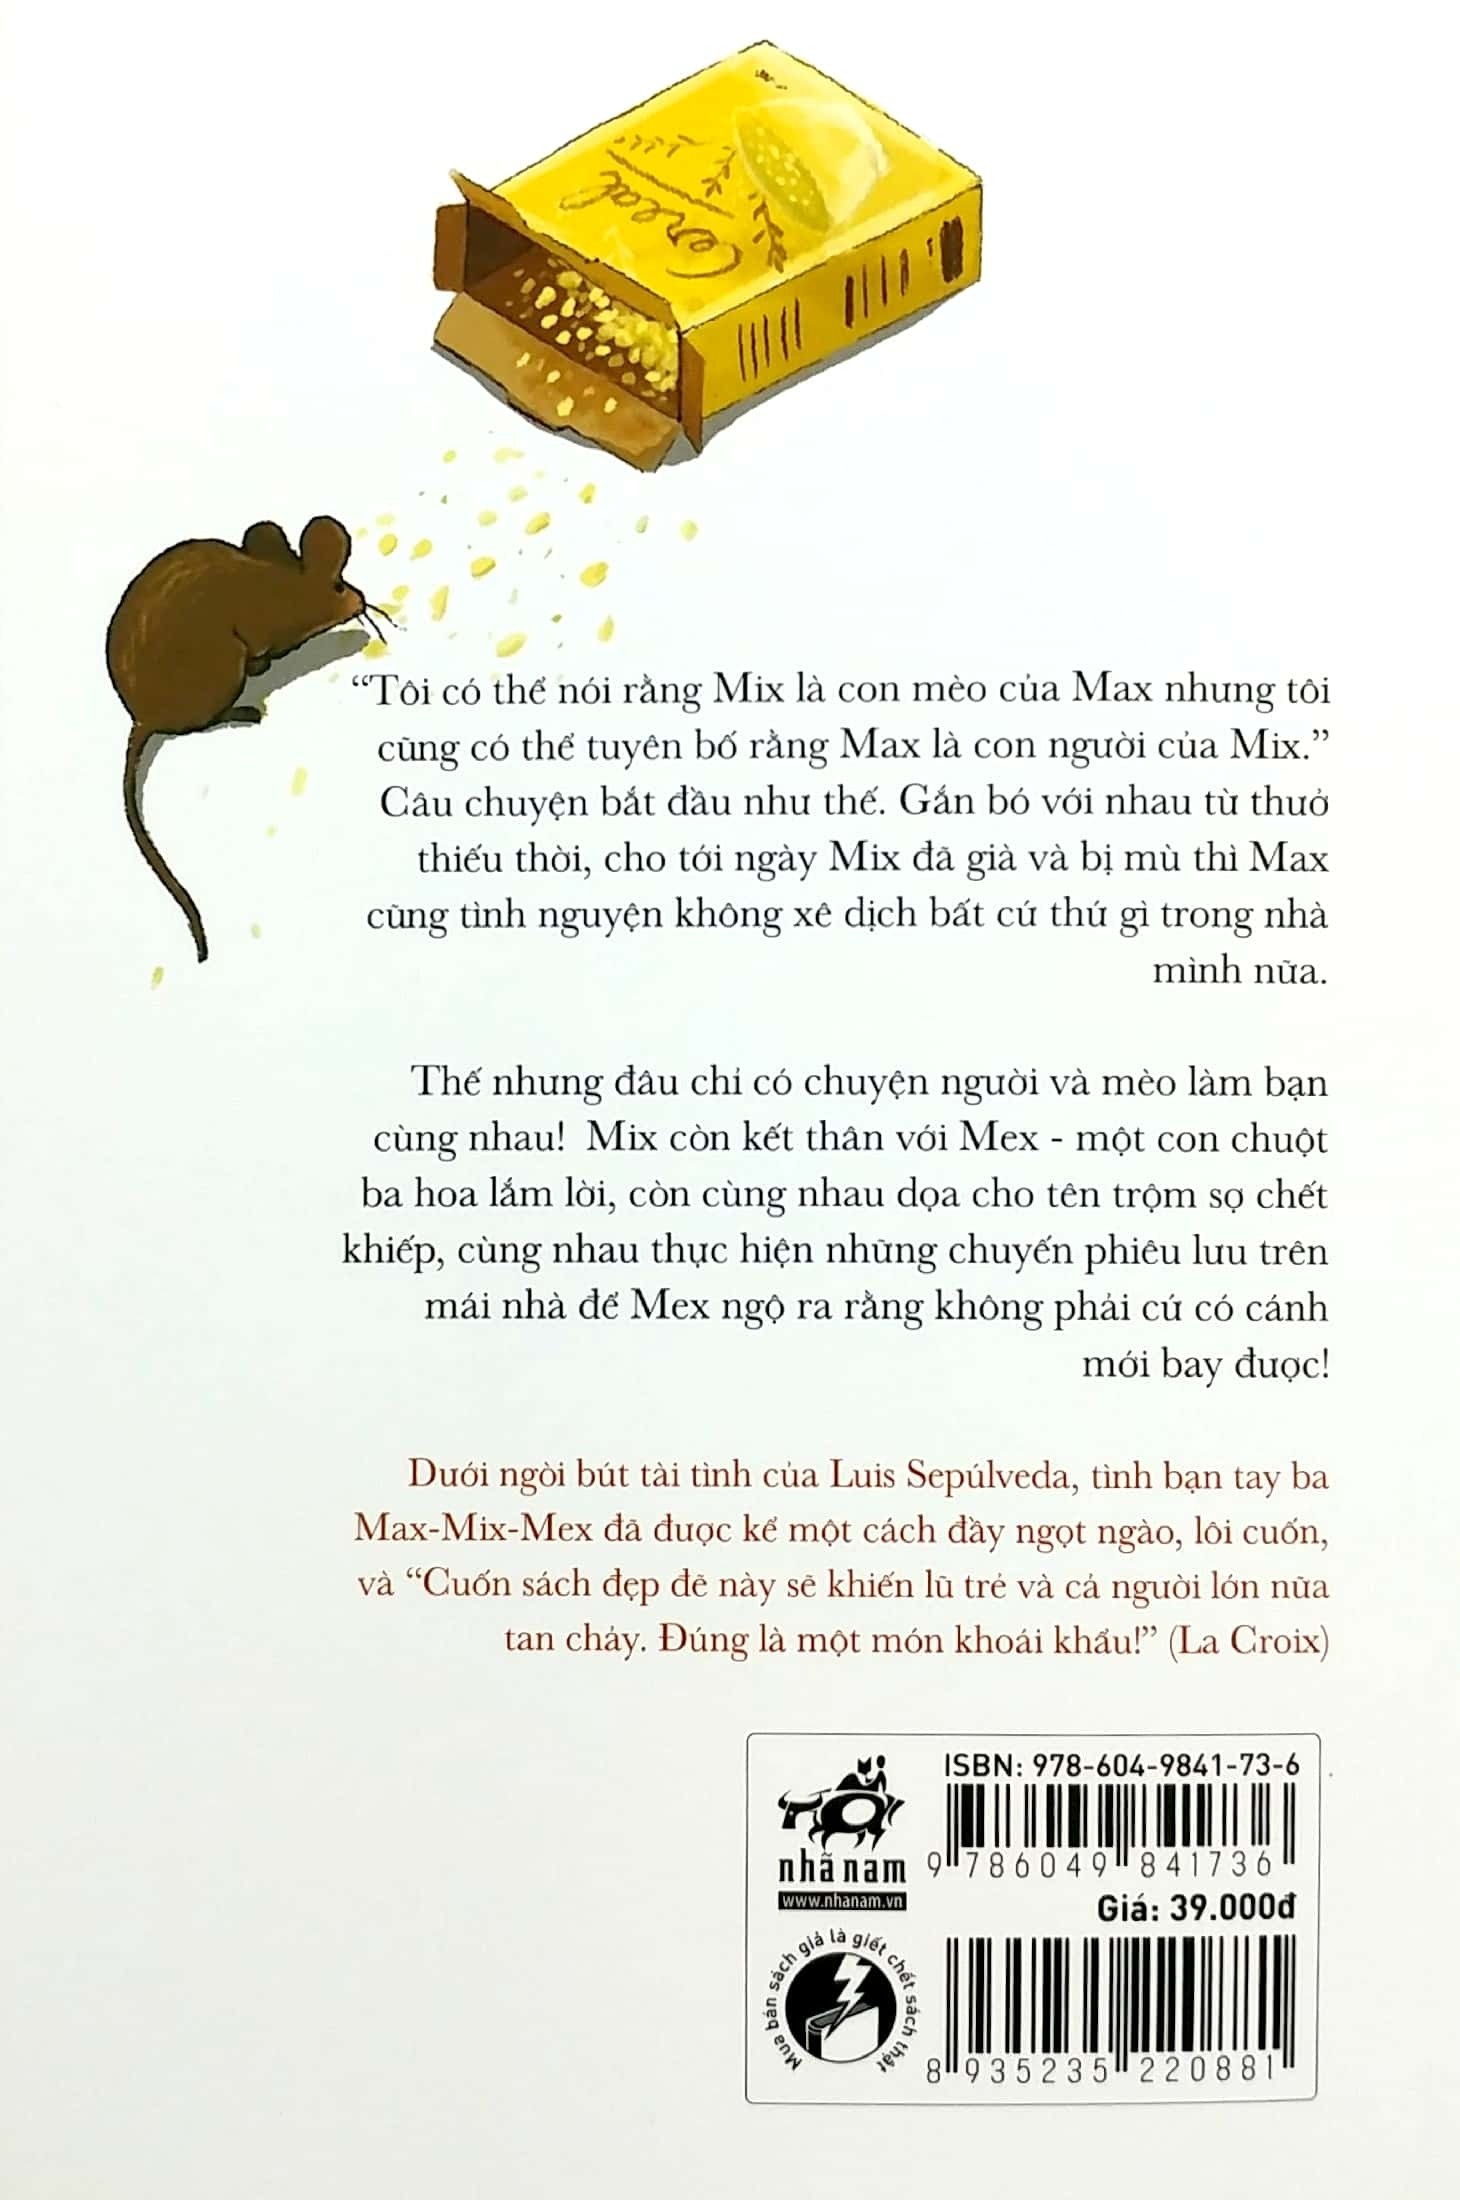 Cereal
“Tôi có thể nói rằng Mix là con mèo của Max nhưng tôi
cũng có thể tuyên bố rằng Max là con người của Mix.”
Câu chuyện bắt đầu như thế. Gắn bó với nhau từ thuở
thiếu thời, cho tới ngày Mix đã già và bị mù thì Max
cũng tình nguyện không xê dịch bất cứ thứ gì trong nhà
mình nữa.
Thế nhưng đâu chỉ có chuyện người và mèo làm bạn
cùng nhau! Mix còn kết thân với Mex - một con chuột
ba hoa lắm lời, còn cùng nhau dọa cho tên trộm sợ chết
khiếp, cùng nhau thực hiện những chuyến phiêu lưu trên
mái nhà để Mex ngộ ra rằng không phải cứ có cánh
mới bay được!
Dưới ngòi bút tài tình của Luis Sepúlveda, tình bạn tay ba
Max-Mix-Mex đã được kể một cách đầy ngọt ngào, lôi cuốn,
và “Cuốn sách đẹp đẽ này sẽ khiến lũ trẻ và cả người lớn nữa
tan chảy. Đúng là một món khoái khẩu!” (La Croix)
nhã nam
www.nhanam.vn
ISBN: 978-604-9841-73-6
9 786049 841736
Giá: 39.000đ
Mua bán sách giả là giết chết sách thật
8 935235 220881